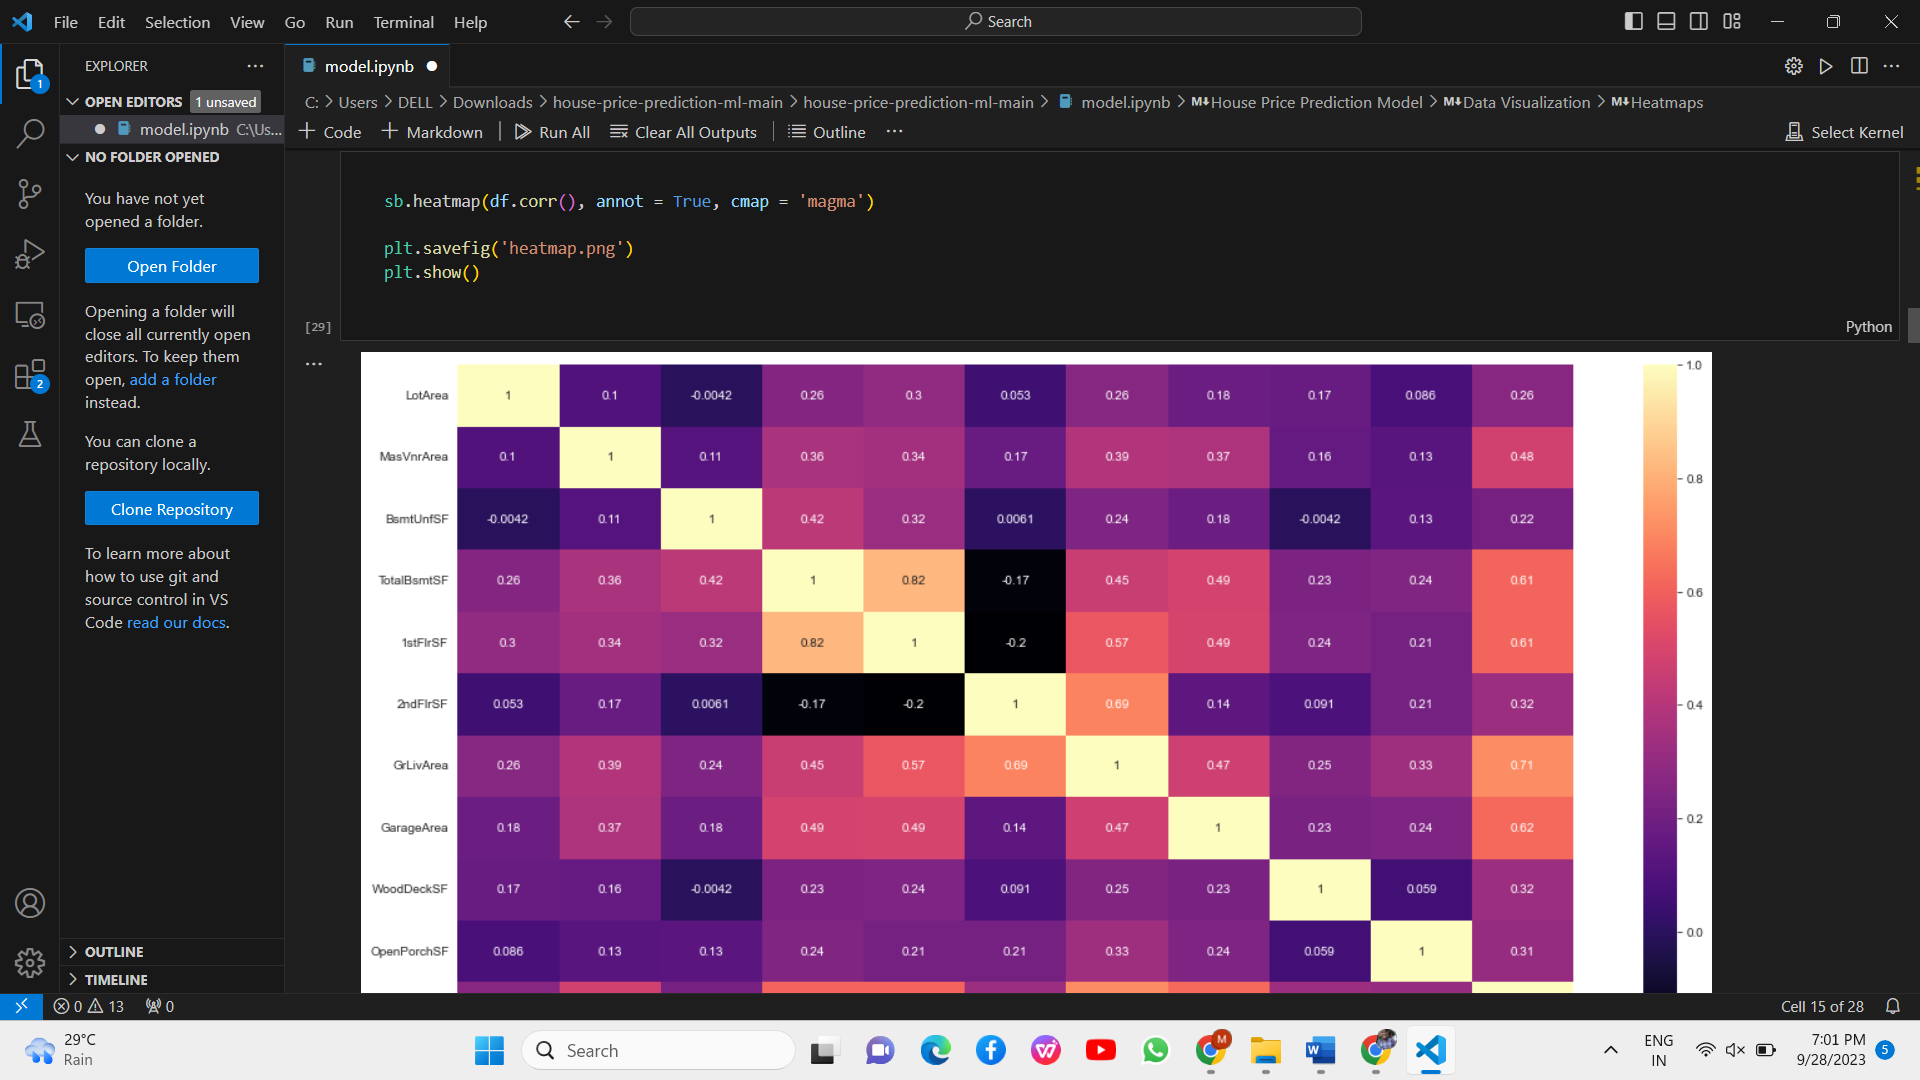 File Edit Selection View Go Run Terminal Help
Search
EXPLORER
OPEN EDITORS 1 unsaved
model.ipynb C:\Us...
NO FOLDER OPENED
You have not yet
opened a folder.
Open Folder
Opening a folder will
close all currently open
editors. To keep them
open, add a folder
instead.
You can clone a
repository locally.
Clone Repository
To learn more about
how to use git and
source control in VS
Code read our docs.
OUTLINE
TIMELINE
1
2
model.ipynb
C: > Users > DELL > Downloads > house-price-prediction-ml-main > house-price-prediction-ml-main > model.ipynb > M↓House Price Prediction Model > M↓Data Visualization > M↓Heatmaps
+ Code + Markdown Run All Clear All Outputs Outline ... Select Kernel
sb.heatmap(df.corr(), annot = True, cmap = 'magma')
plt.savefig('heatmap.png')
plt.show()
[29] Python
LotArea 1 0.1 -0.0042 0.26 0.3 0.053 0.26 0.18 0.17 0.086 0.26
MasVnrArea 0.1 1 0.11 0.36 0.34 0.17 0.39 0.37 0.16 0.13 0.48
BsmtUnfSF -0.0042 0.11 1 0.42 0.32 0.0061 0.24 0.18 -0.0042 0.13 0.22
TotalBsmtSF 0.26 0.36 0.42 1 0.82 -0.17 0.45 0.49 0.23 0.24 0.61
1stFlrSF 0.3 0.34 0.32 0.82 1 -0.2 0.57 0.49 0.24 0.21 0.61
2ndFlrSF 0.053 0.17 0.0061 -0.17 -0.2 1 0.69 0.14 0.091 0.21 0.32
GrLivArea 0.26 0.39 0.24 0.45 0.57 0.69 1 0.47 0.25 0.33 0.71
GarageArea 0.18 0.37 0.18 0.49 0.49 0.14 0.47 1 0.23 0.24 0.62
WoodDeckSF 0.17 0.16 -0.0042 0.23 0.24 0.091 0.25 0.23 1 0.059 0.32
OpenPorchSF 0.086 0.13 0.13 0.24 0.21 0.21 0.33 0.24 0.059 1 0.31
1.0
0.8
0.6
0.4
0.2
0.0
0 13 0
Cell 15 of 28
29°C
Rain
Search
M
W
ENG
IN
7:01 PM
9/28/2023
5